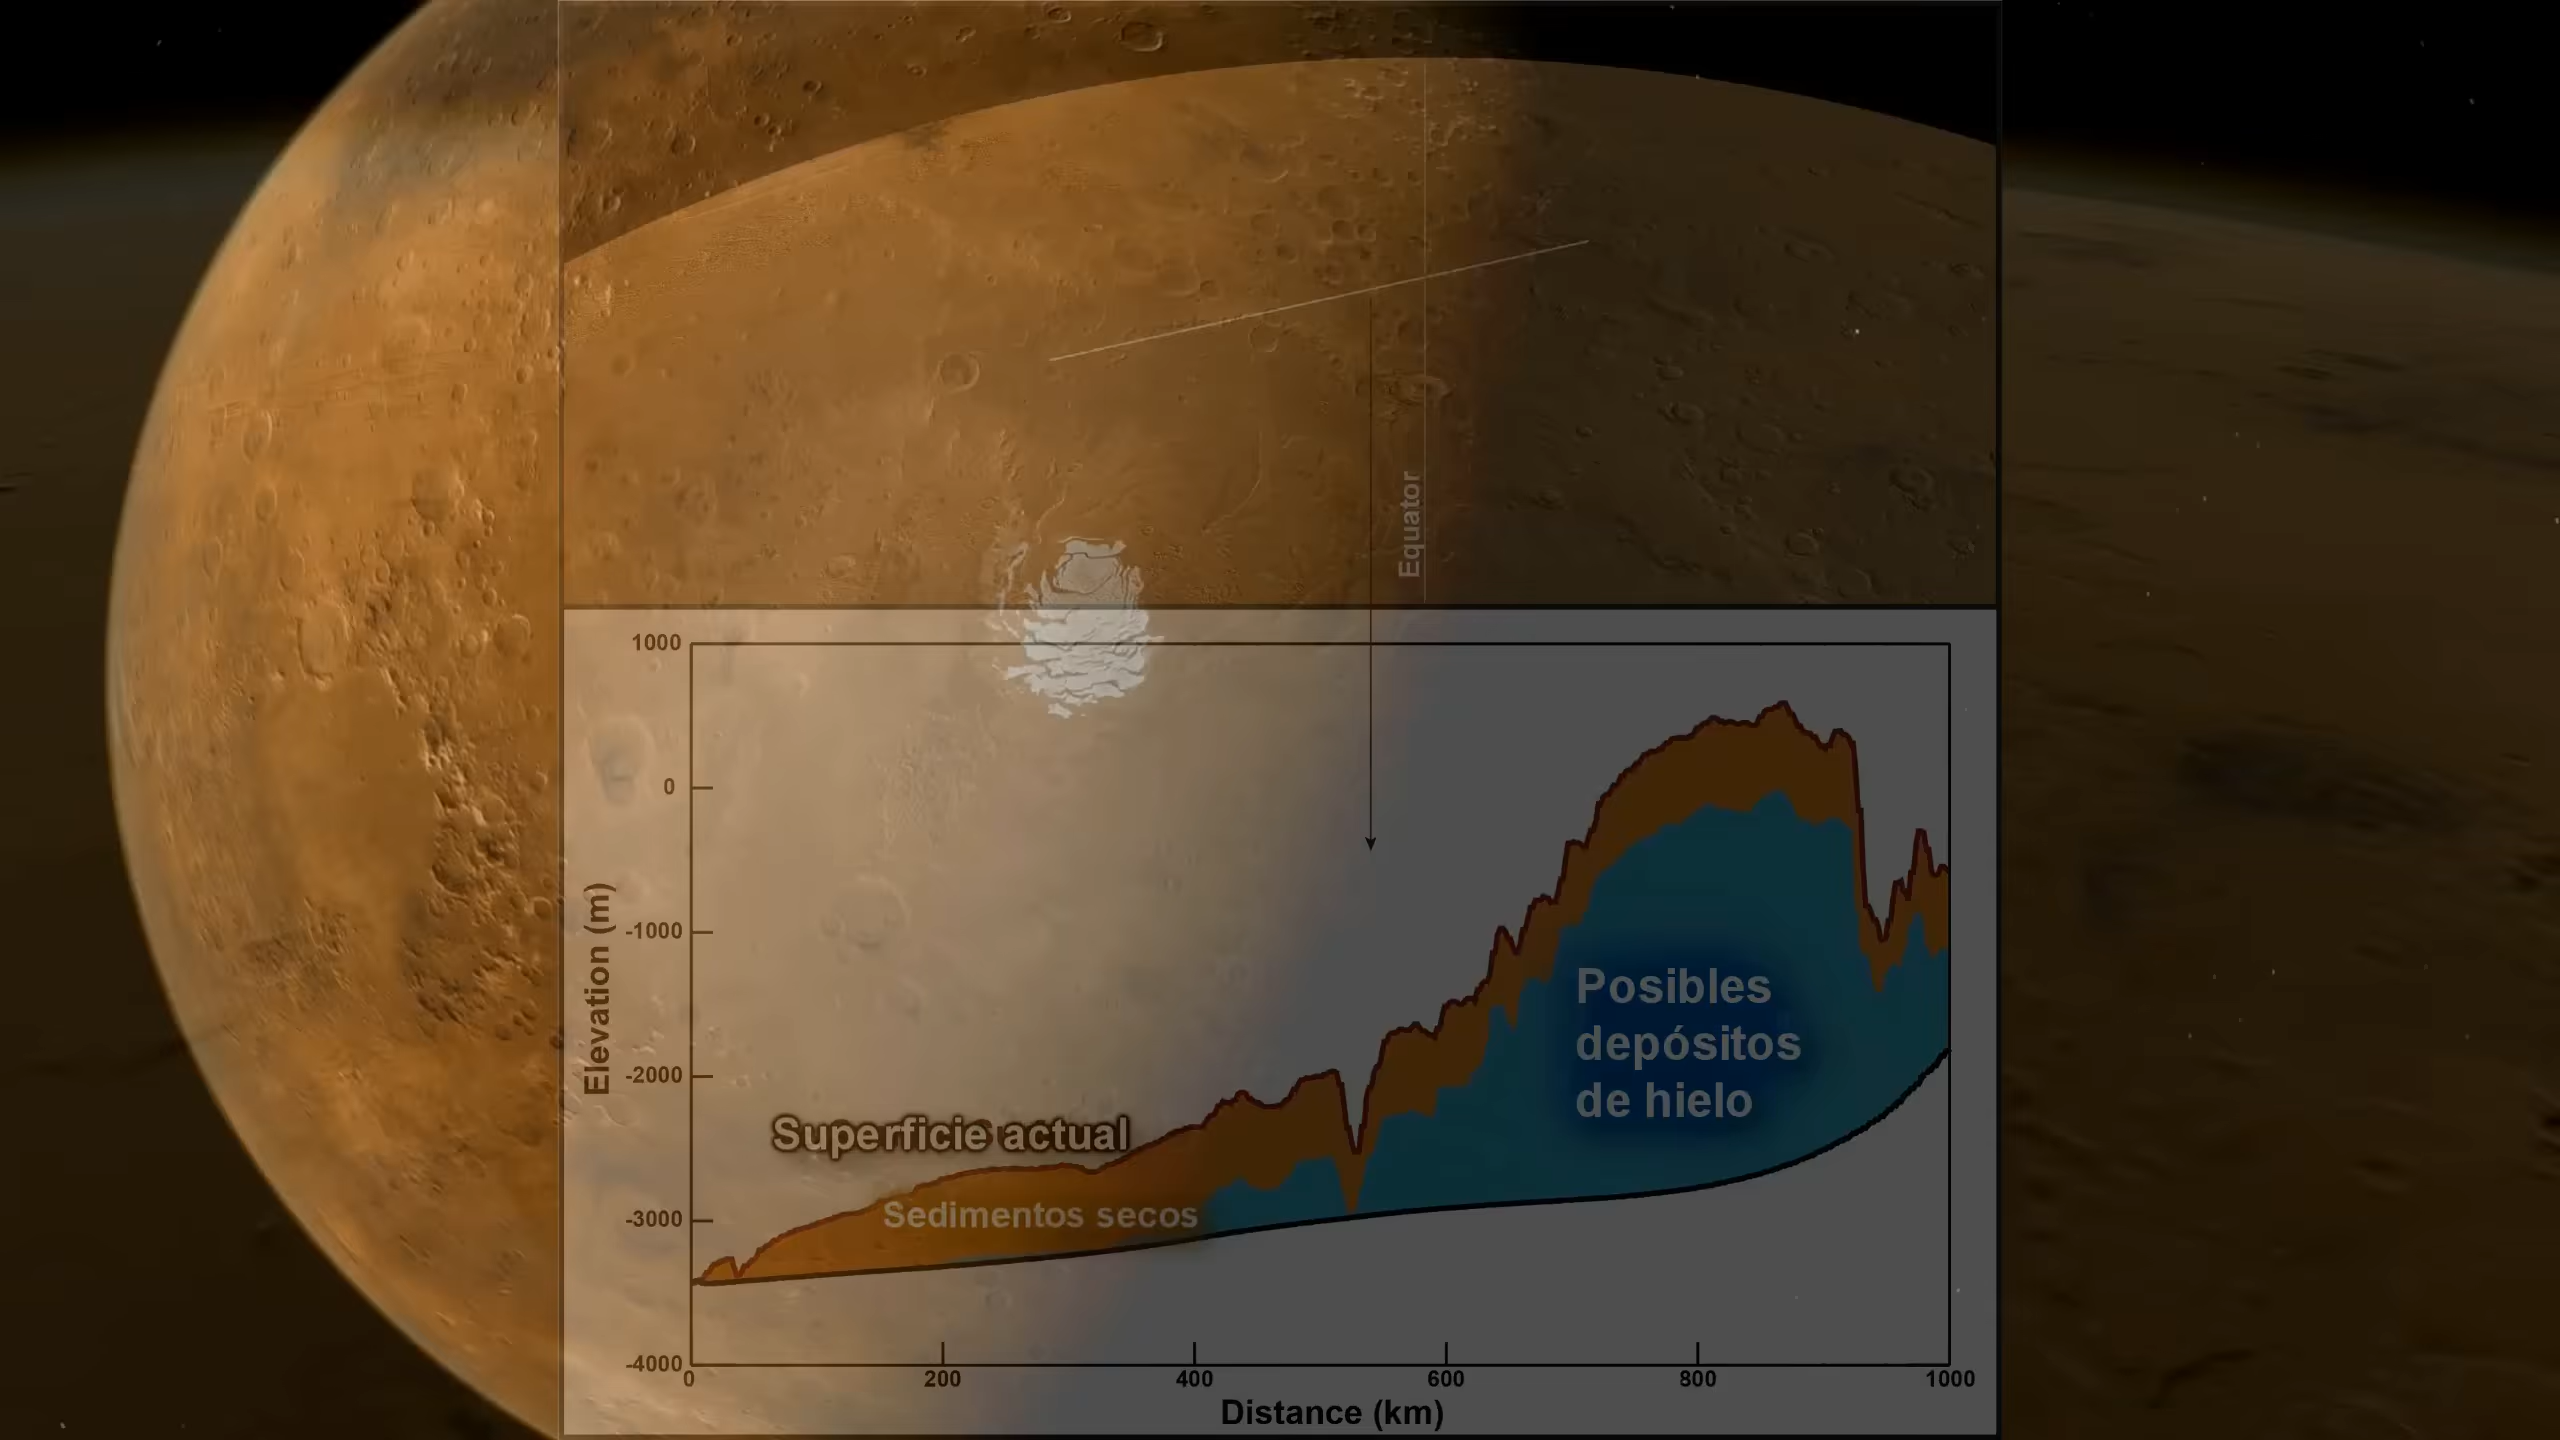 Equator
1000
0
-1000
-2000
-3000
-4000
Elevation (m)
Superficie actual
Sedimentos secos
Posibles
depósitos
de hielo
0
200
400
600
800
1000
Distance (km)